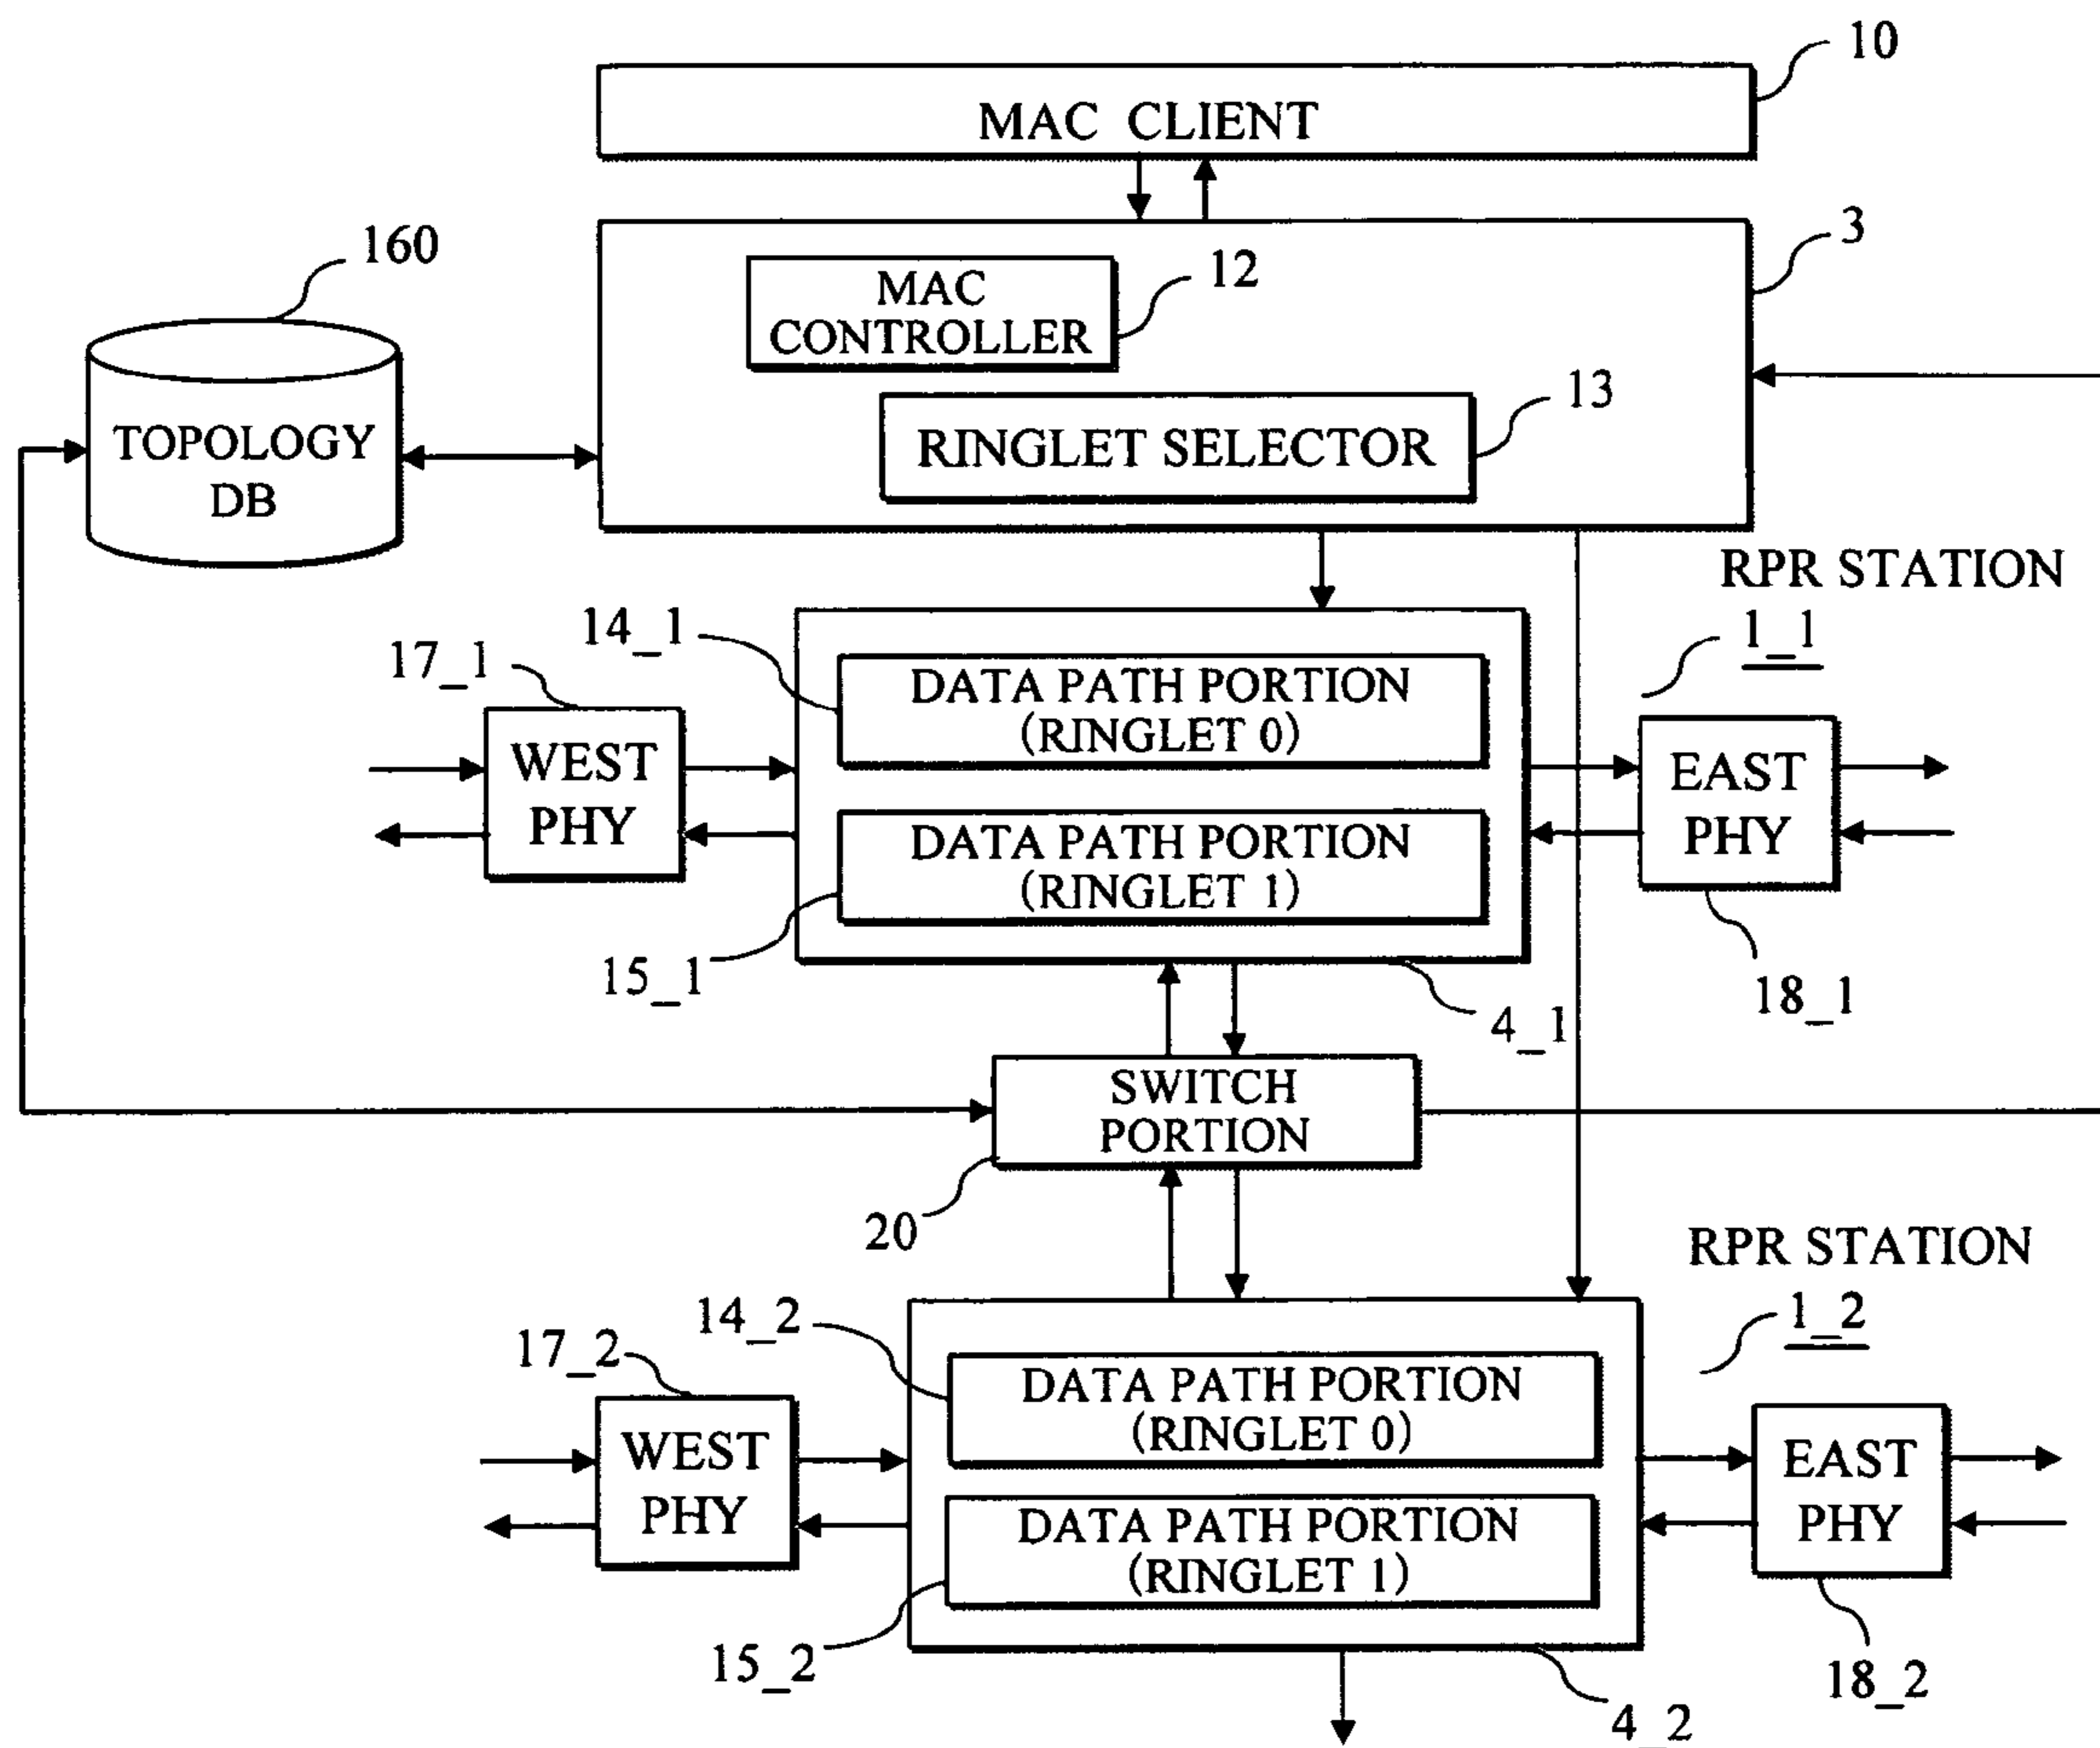 10
MAC CLIENT
3
160
12
MAC
CONTROLLER
13
RINGLET SELECTOR
TOPOLOGY
DB
RPR STATION
1_1
14_1
17_1
DATA PATH PORTION
(RINGLET 0)
WEST
PHY
EAST
PHY
DATA PATH PORTION
(RINGLET 1)
15_1
18_1
4_1
SWITCH
PORTION
20
RPR STATION
1_2
14_2
17_2
DATA PATH PORTION
(RINGLET 0)
WEST
PHY
EAST
PHY
DATA PATH PORTION
(RINGLET 1)
15_2
18_2
4_2